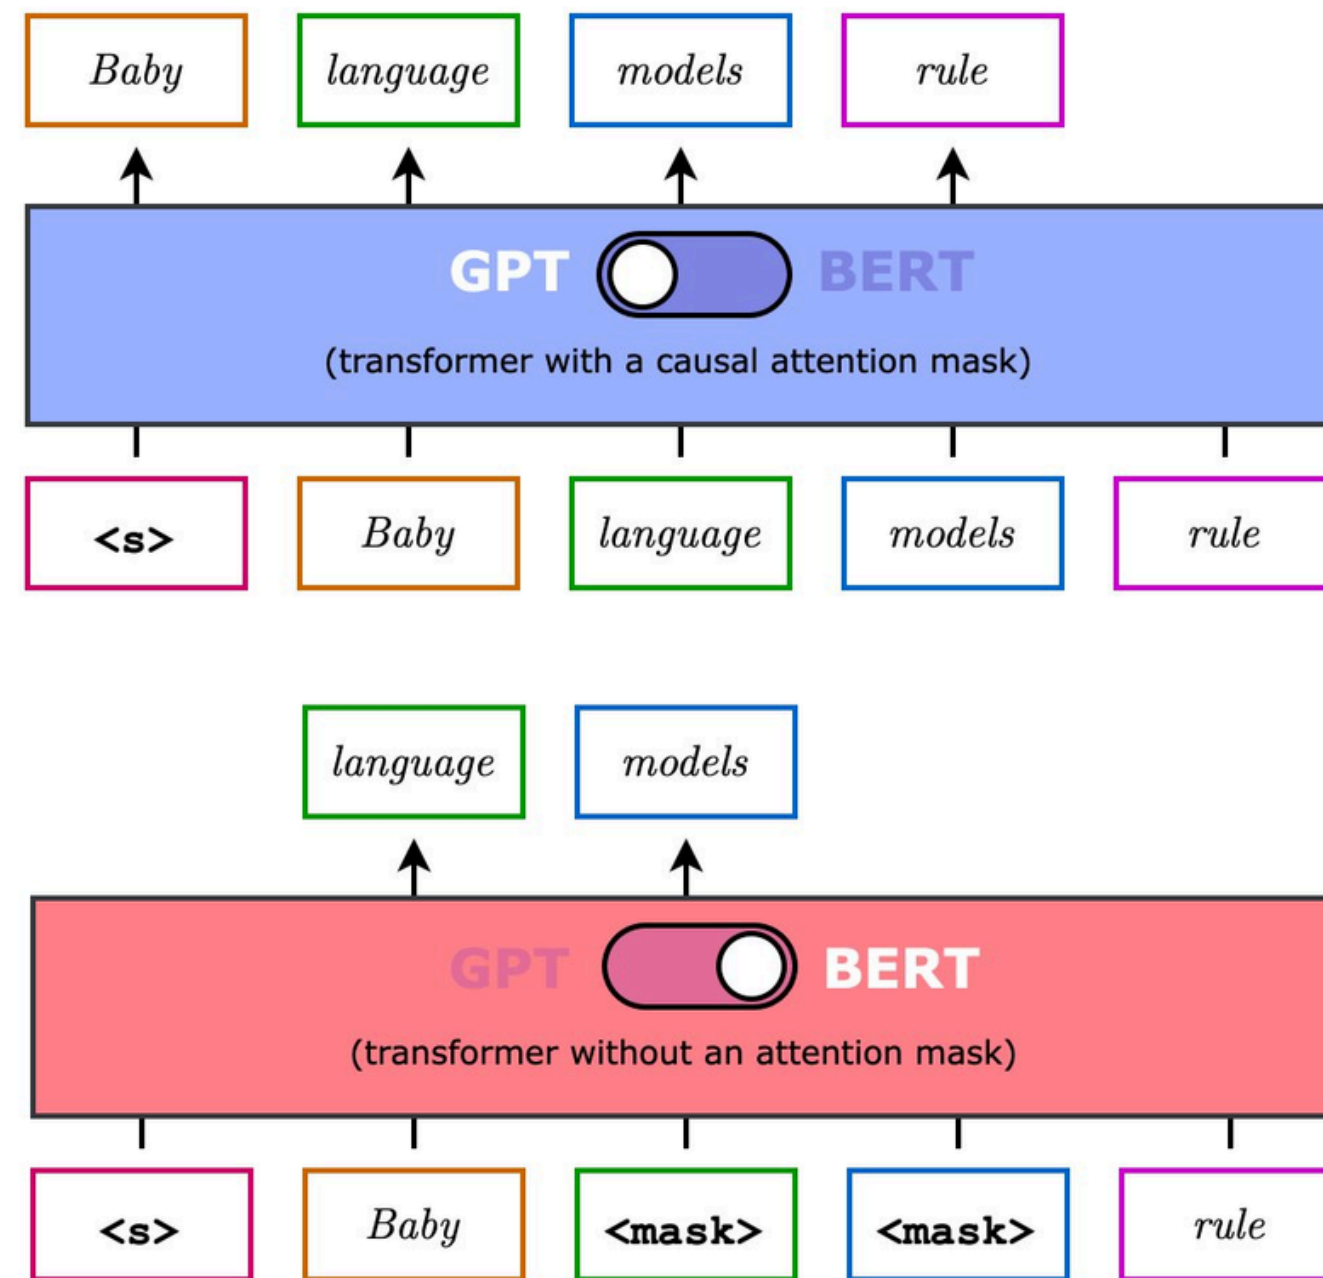 Baby language models rule
GPT BERT
(transformer with a causal attention mask)
<s> Baby language models rule
language models
GPT BERT
(transformer without an attention mask)
<s> Baby <mask> <mask> rule